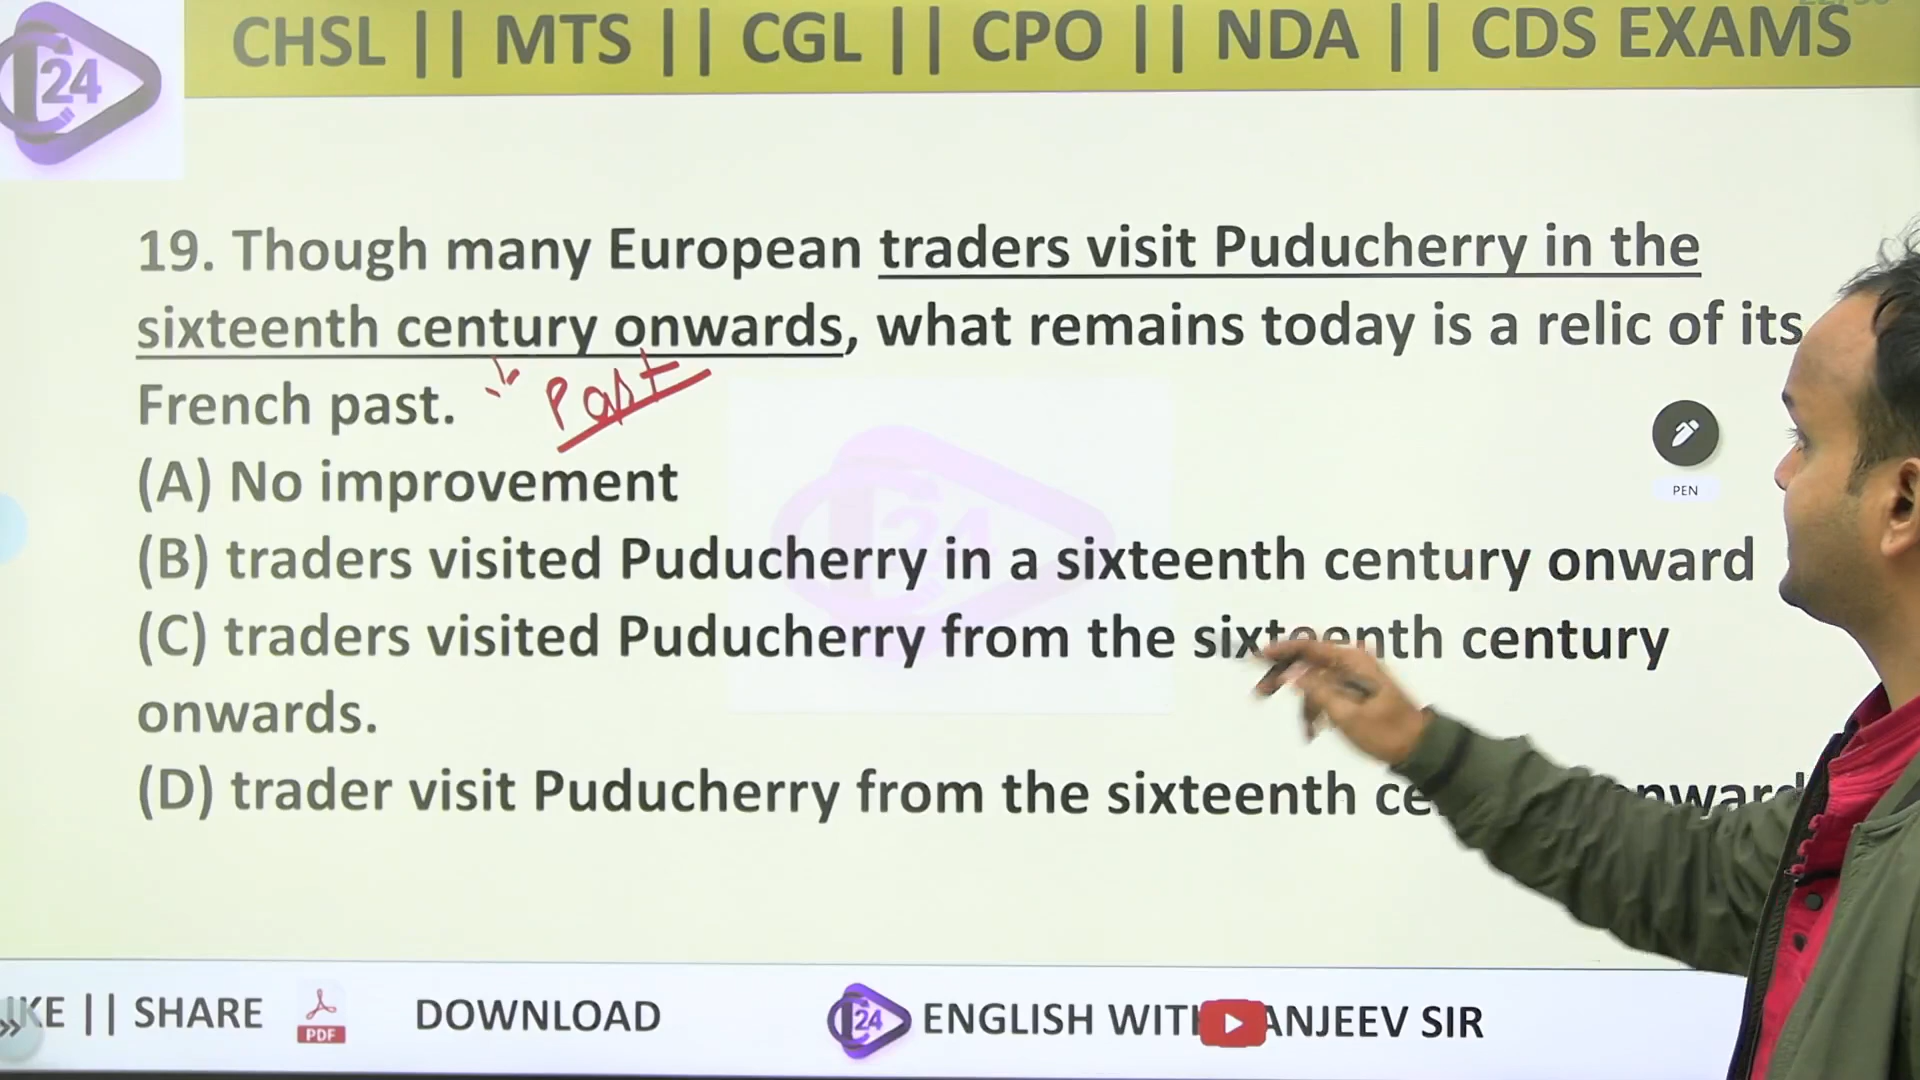 CHSL || MTS || CGL || CPO || NDA || CDS EXAMS
24
19. Though many European traders visit Puducherry in the
sixteenth century onwards, what remains today is a relic of its
French past.
Past
(A) No improvement
PEN
(B) traders visited Puducherry in a sixteenth century onward
(C) traders visited Puducherry from the sixteenth century
onwards.
(D) trader visit Puducherry from the sixteenth
|| SHARE PDF DOWNLOAD 24 ENGLISH WITH ANJEEV SIR